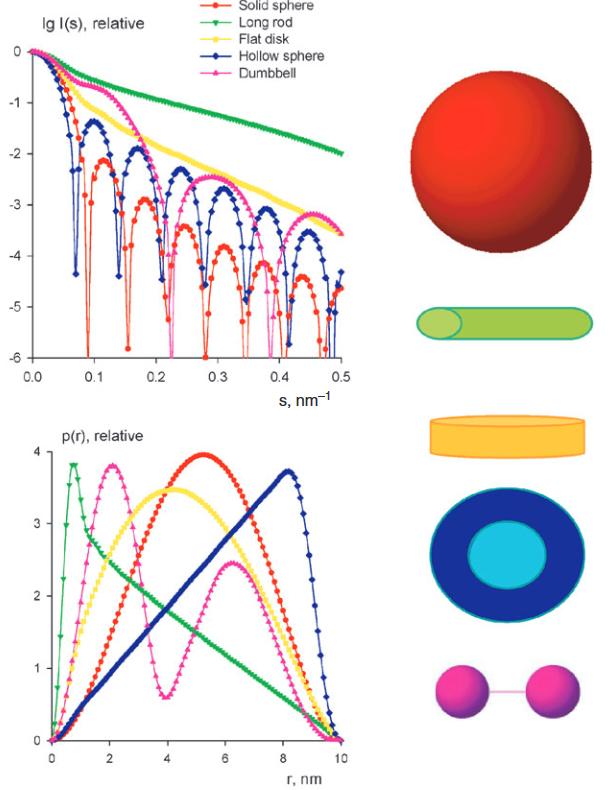 lg I(s), relative
Solid sphere
Long rod
Flat disk
Hollow sphere
Dumbbell
0
-1
-2
-3
-4
-5
-6
0.0 0.1 0.2 0.3 0.4 0.5
s, nm⁻¹
p(r), relative
4
3
2
1
0
0 2 4 6 8 10
r, nm